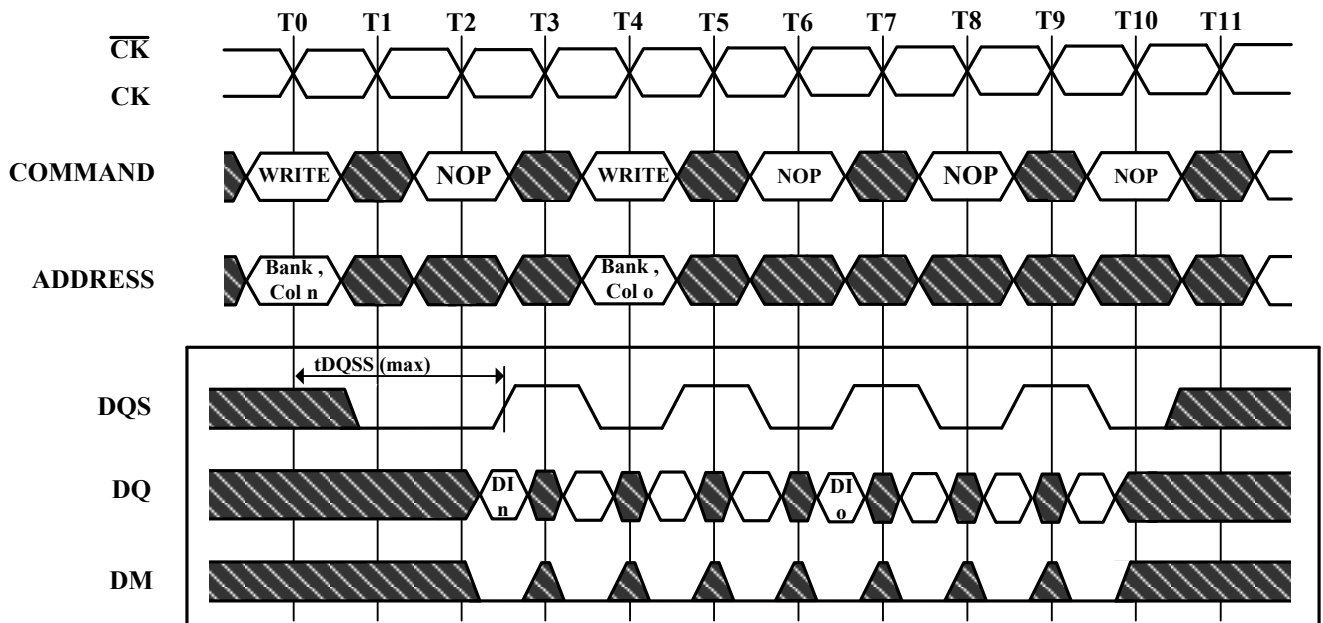 T0 T1 T2 T3 T4 T5 T6 T7 T8 T9 T10 T11
CK
CK
COMMAND WRITE NOP WRITE NOP NOP NOP
ADDRESS Bank , Bank ,
Col n Col o
tDQSS (max)
DQS
DQ DI DI
n o
DM